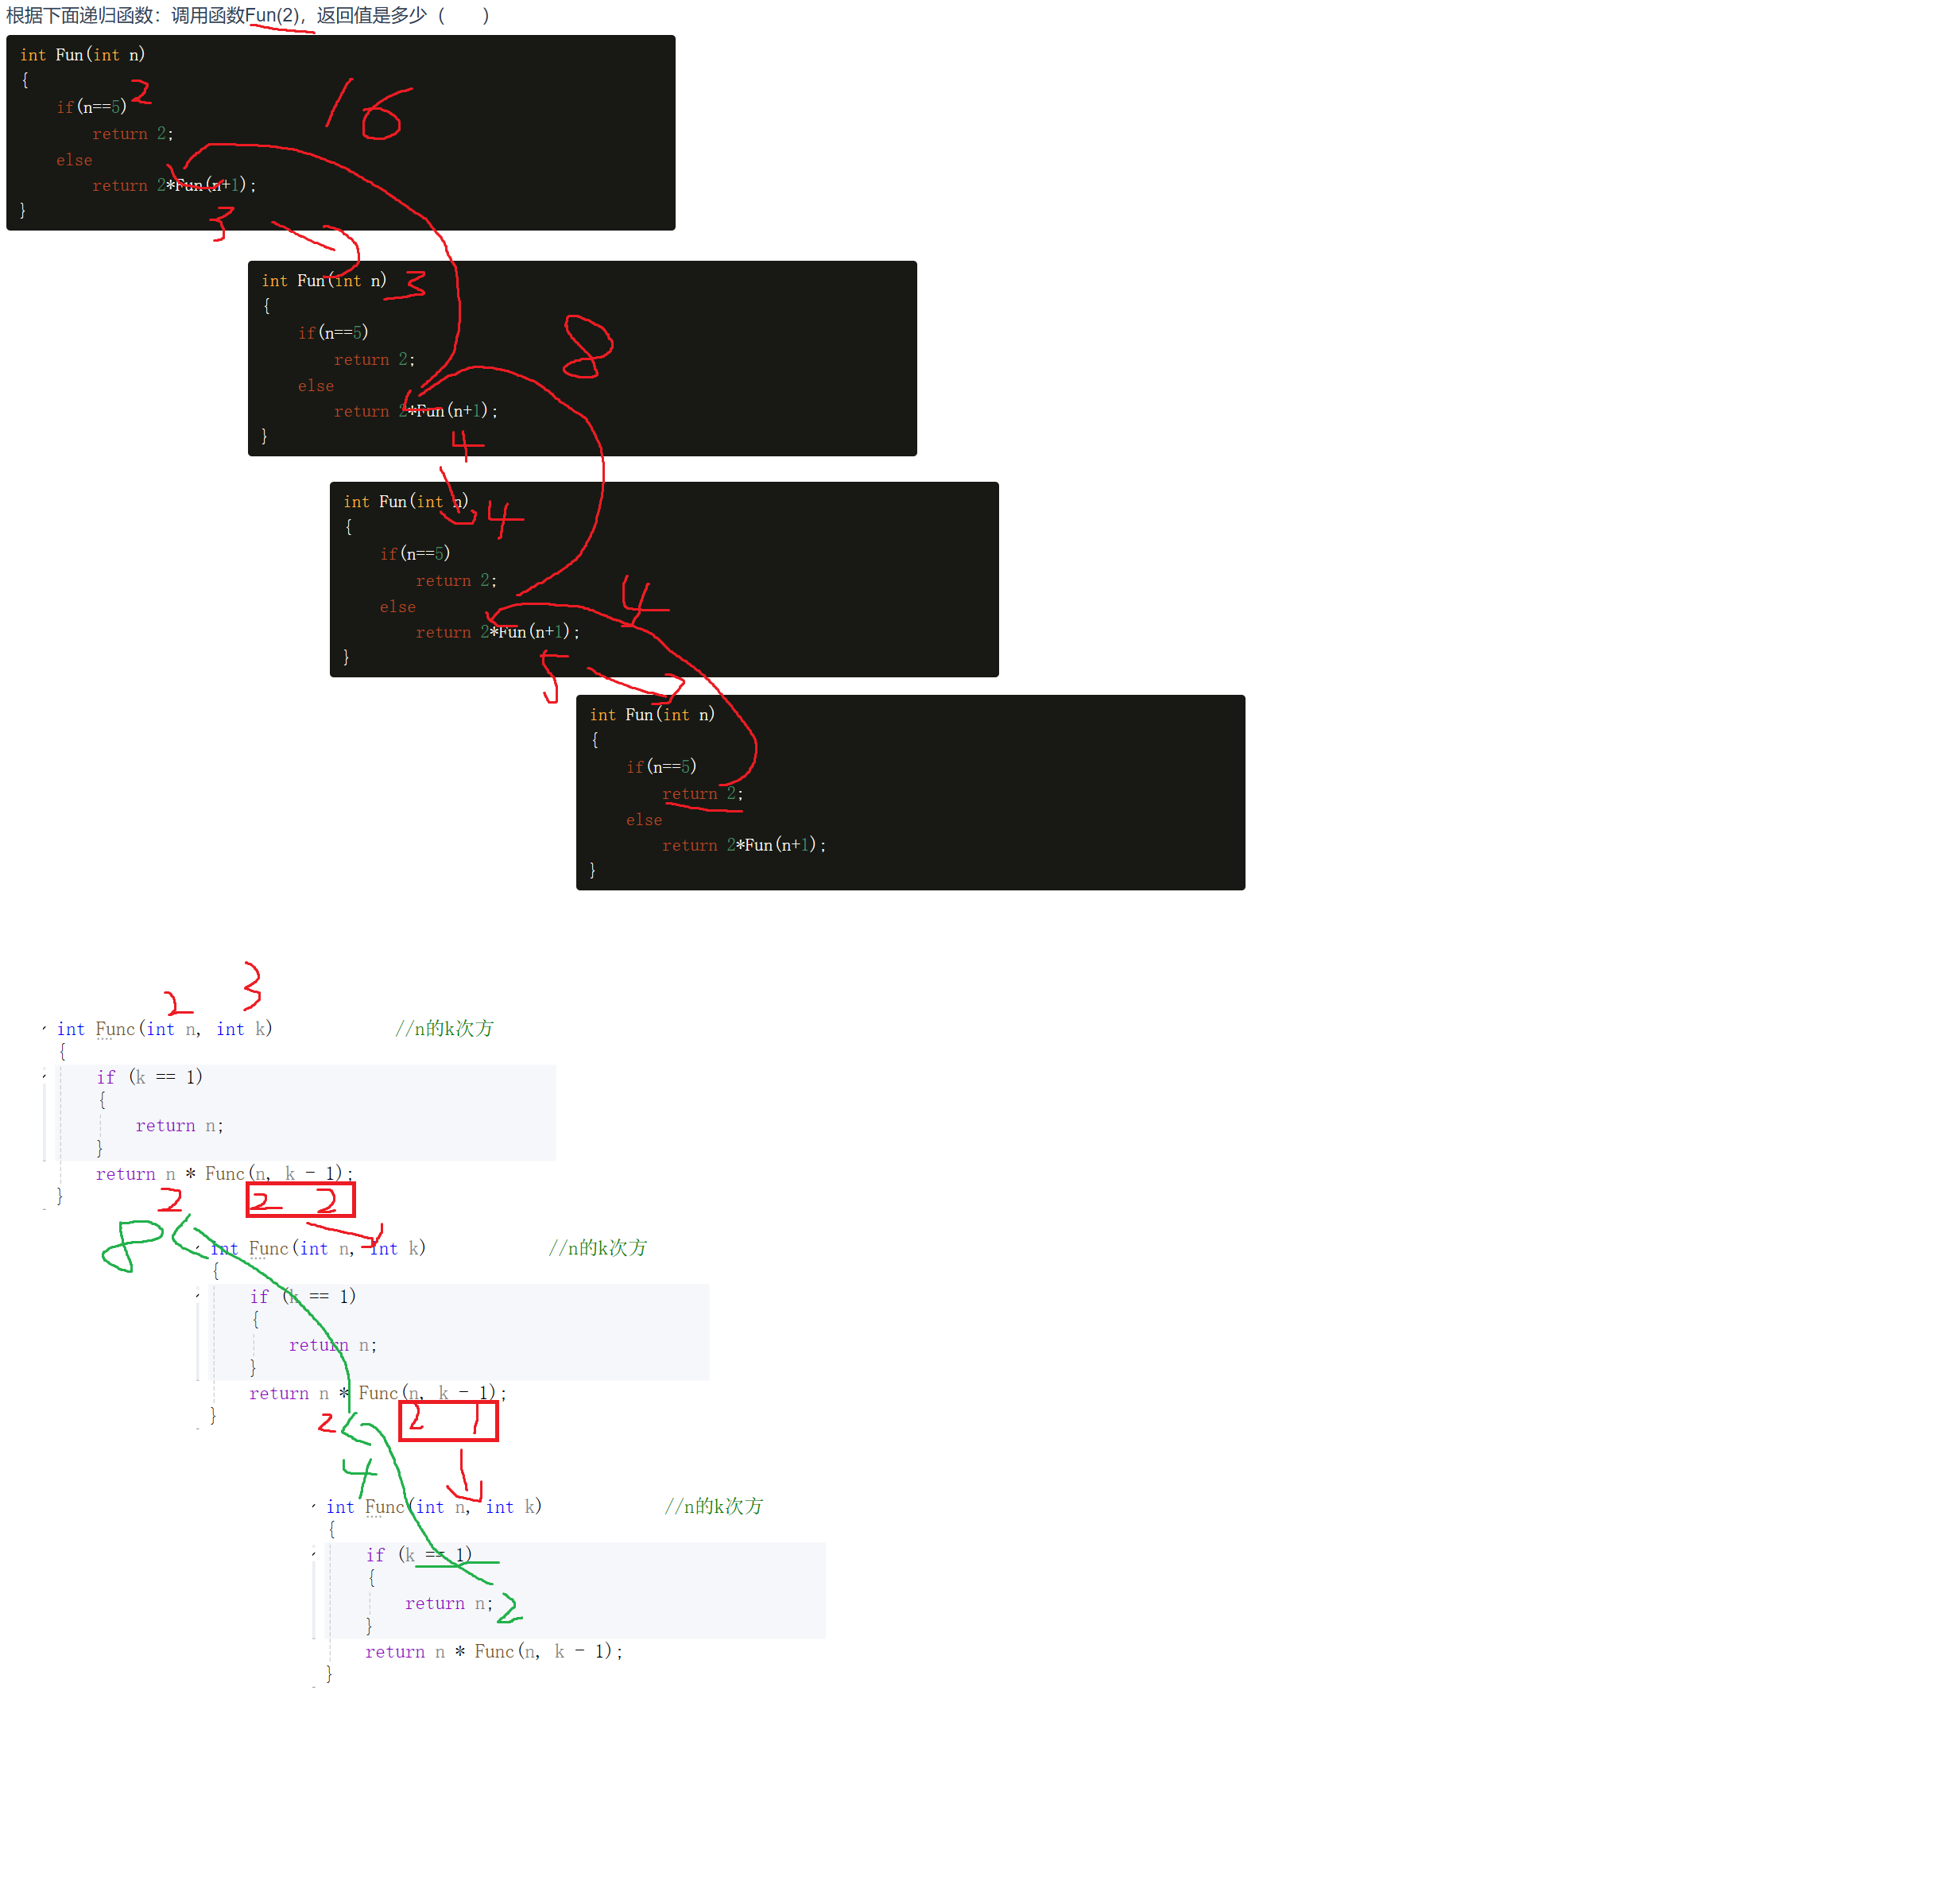 根据下面递归函数：调用函数Fun(2)，返回值是多少（　　）
int Fun(int n)
{
if(n==5) 2
16
return 2;
else
return 2*Fun(n+1);
}
3
int Fun(int n) 3
{
if(n==5)
8
return 2;
else
return 2*Fun(n+1);
}
4
int Fun(int n)
4
{
if(n==5)
return 2;
4
else
return 2*Fun(n+1);
}
5
int Fun(int n)
{
if(n==5)
return 2;
else
return 2*Fun(n+1);
}
2 3
int Func(int n, int k) //n的k次方
{
if (k == 1)
{
return n;
}
return n * Func(n, k - 1);
}
2 2 2
8
int Func(int n, int k) //n的k次方
{
if (k == 1)
{
return n;
}
return n * Func(n, k - 1);
}
2 2 1
4
int Func(int n, int k) //n的k次方
{
if (k == 1)
{
return n; 2
}
return n * Func(n, k - 1);
}